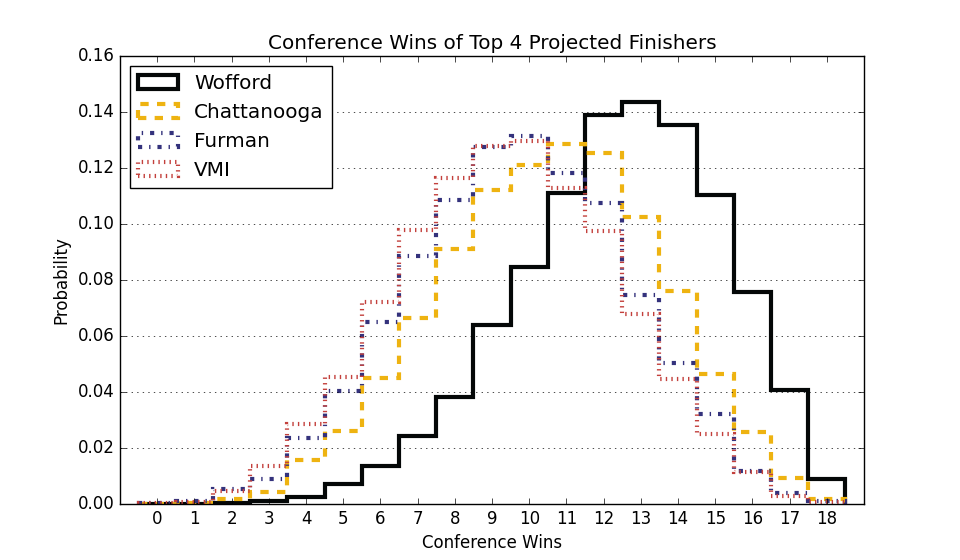 Conference Wins of Top 4 Projected Finishers
0.16
0.14
0.12
0.10
0.08
0.06
0.04
0.02
0.00
Probability
Wofford
Chattanooga
Furman
VMI
0 1 2 3 4 5 6 7 8 9 10 11 12 13 14 15 16 17 18
Conference Wins